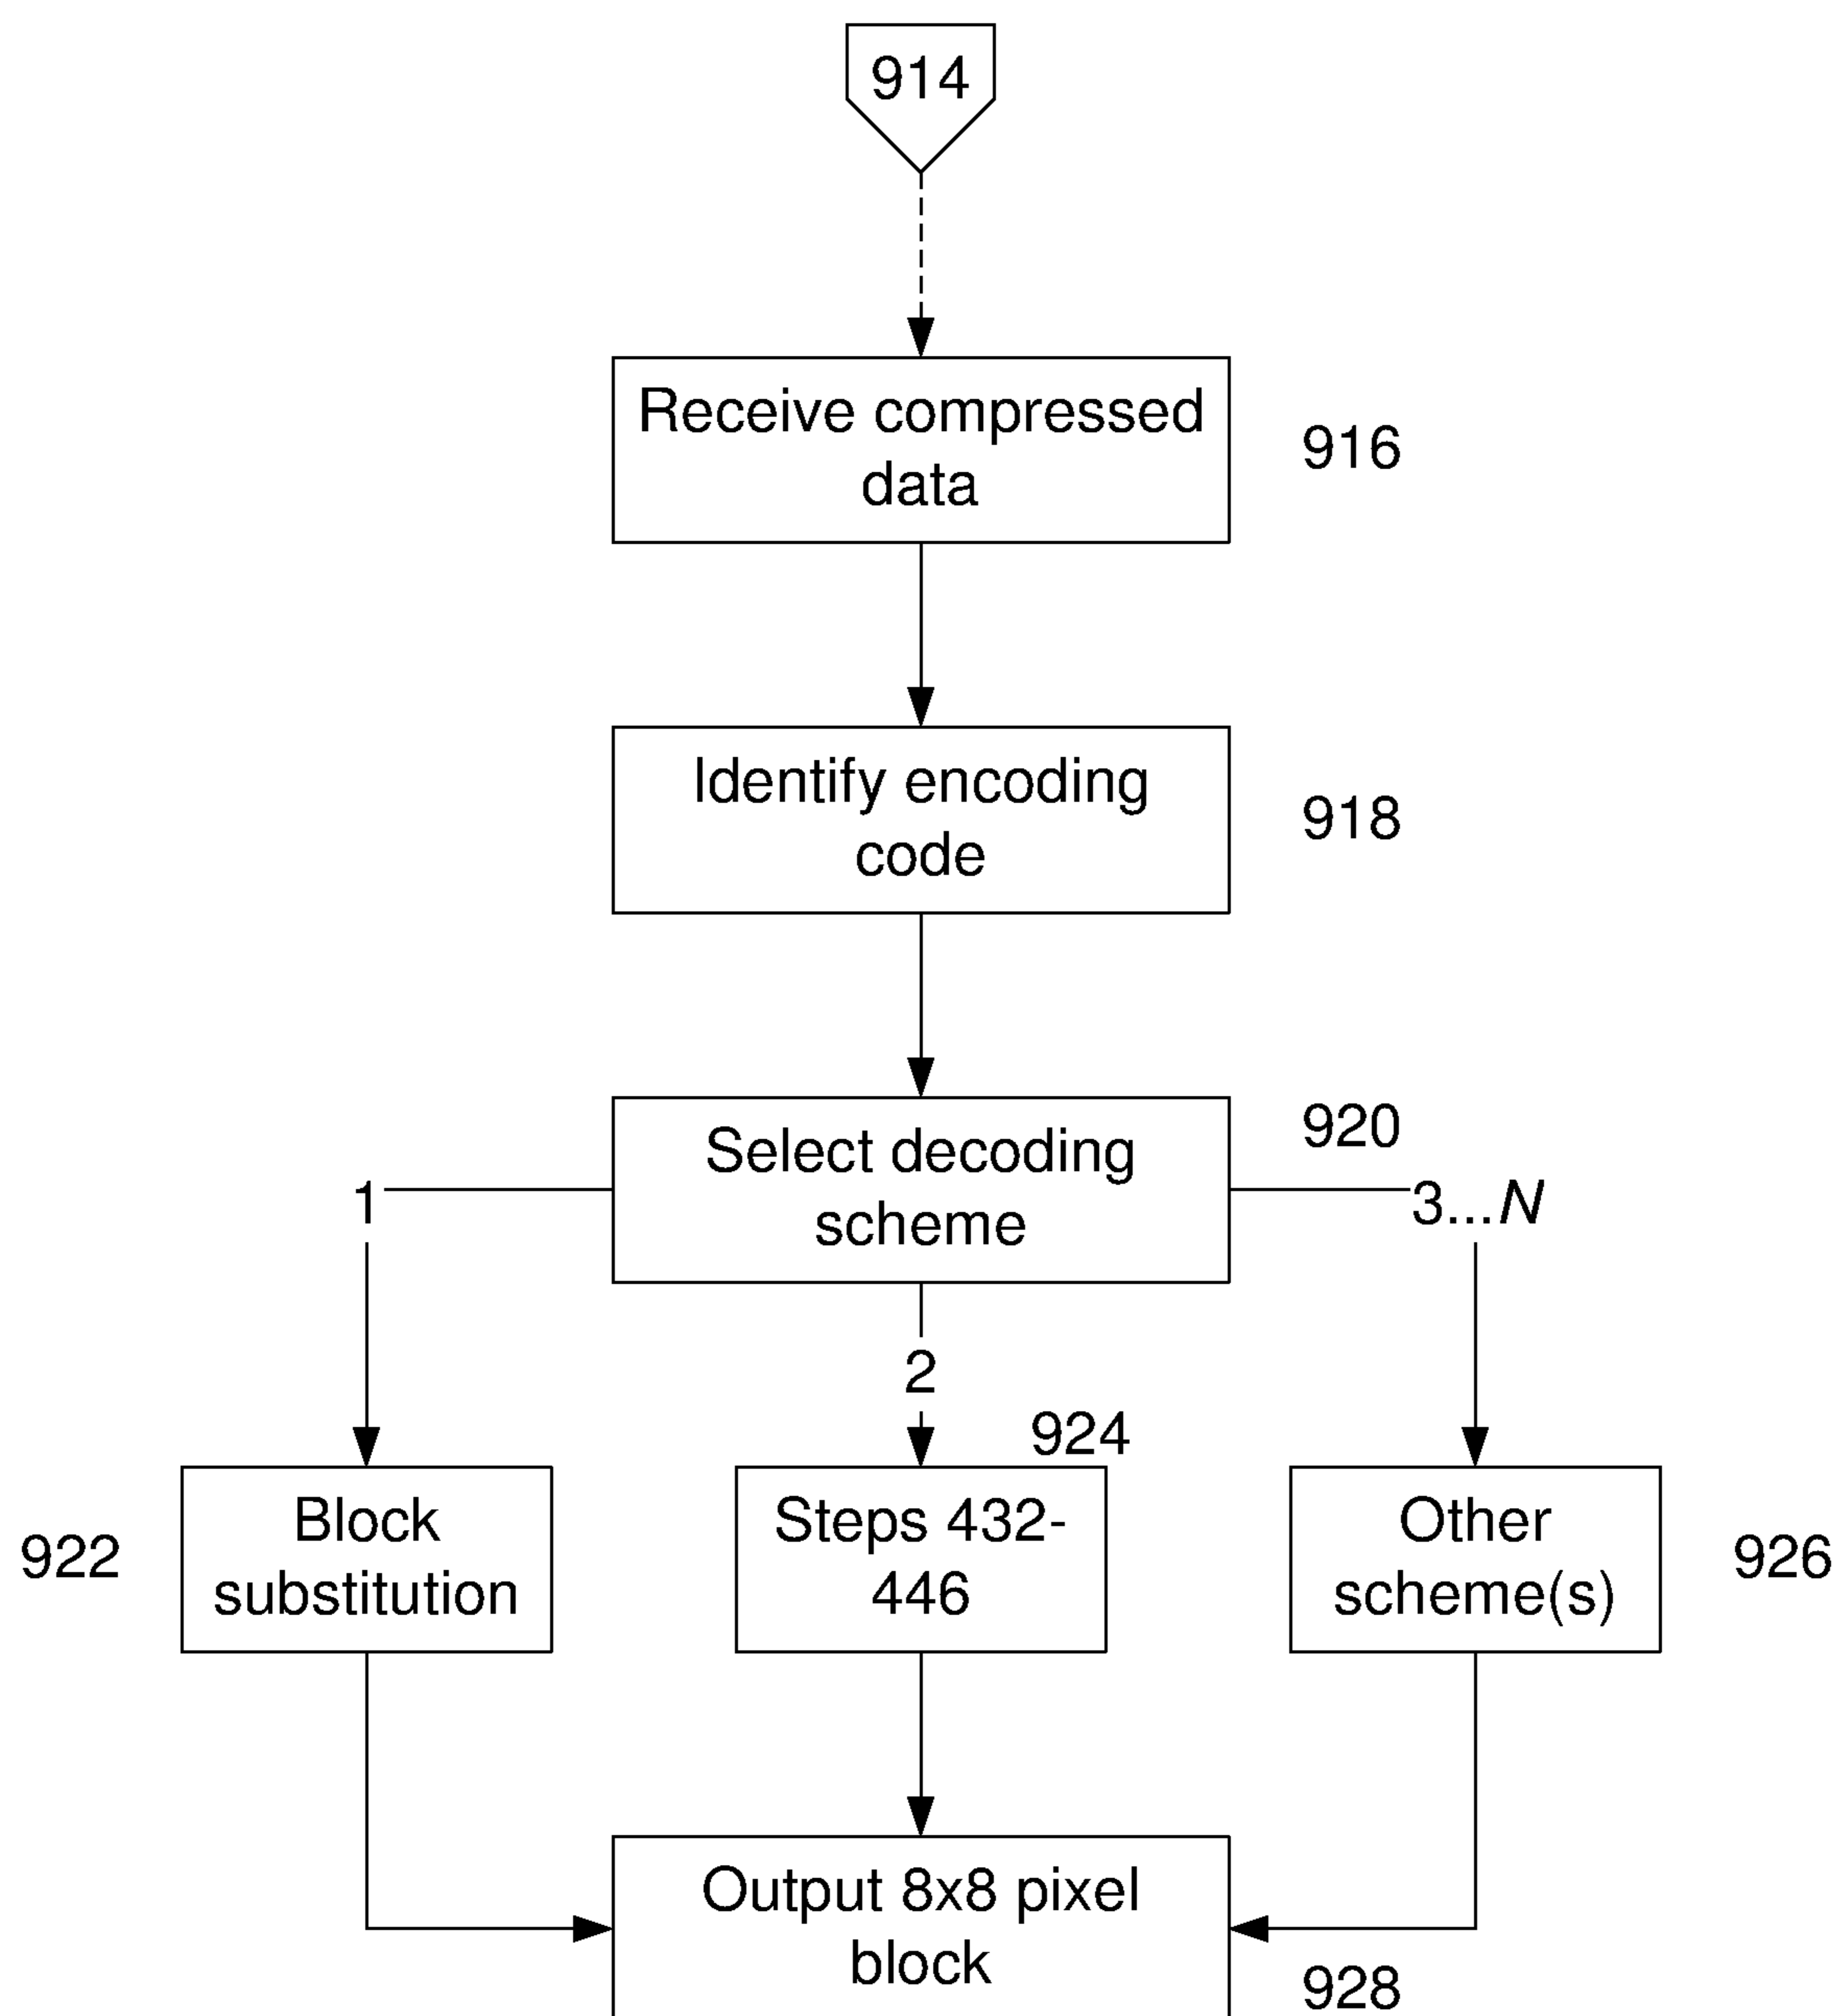 914
Receive compressed
data
916
Identify encoding
code
918
Select decoding
scheme
920
1
2
3...N
922
Block
substitution
924
Steps 432-
446
Other
scheme(s)
926
Output 8x8 pixel
block
928